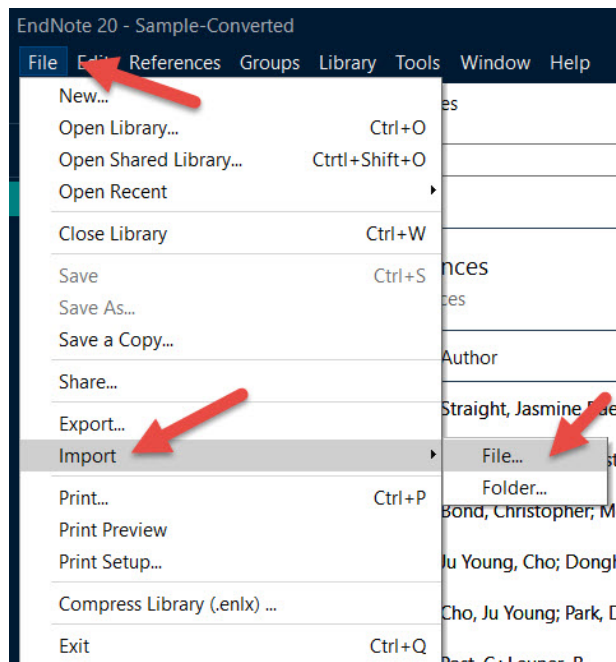 EndNote 20 - Sample-Converted
File Edit References Groups Library Tools Window Help
New...
Open Library... Ctrl+O
Open Shared Library... Ctrtl+Shift+O
Open Recent
Close Library Ctrl+W
Save Ctrl+S
Save As...
Save a Copy...
Share...
Export...
Import
Print... Ctrl+P
Print Preview
Print Setup...
Compress Library (.enlx) ...
Exit Ctrl+Q
File...
Folder...
es
nces
ces
Author
Straight, Jasmine
Bond, Christopher; M
Ju Young, Cho; Dongh
Cho, Ju Young; Park, D